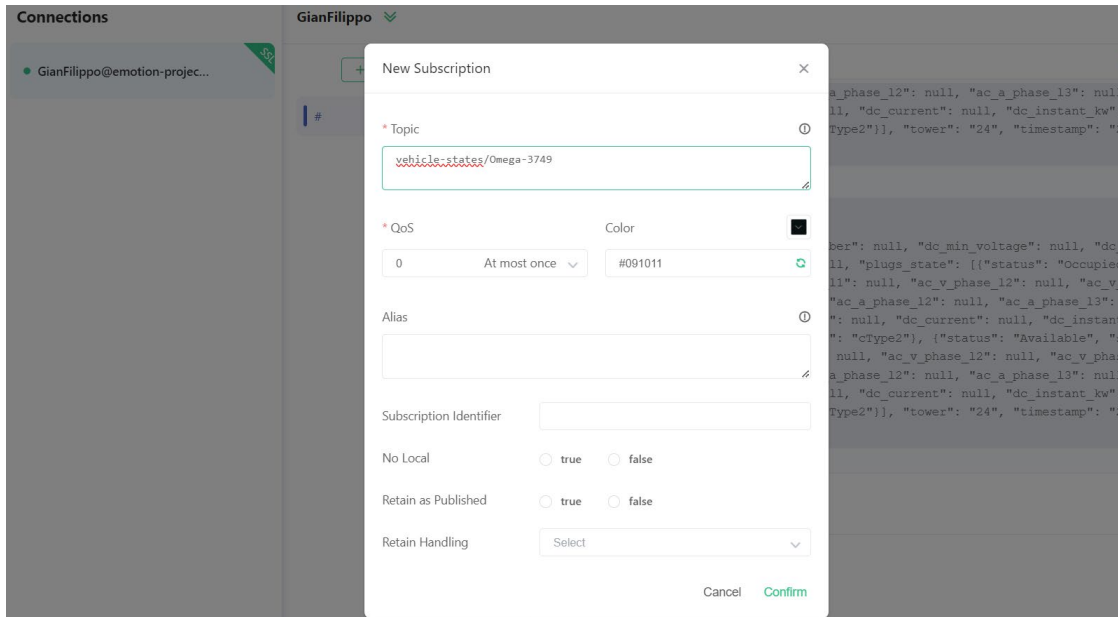 Connections
GianFilippo
SSL
GianFilippo@emotion-projec...
+
#
New Subscription
* Topic
vehicle-states/Omega-3749
* QoS
Color
0 At most once
#091011
Alias
Subscription Identifier
No Local
true false
Retain as Published
true false
Retain Handling
Select
Cancel Confirm
a_phase_l2": null, "ac_a_phase_l3": nul
ll, "dc_current": null, "dc_instant_kw"
Type2"}], "tower": "24", "timestamp": "
ber": null, "dc_min_voltage": null, "dc_
ll, "plugs_state": [{"status": "Occupied
l1": null, "ac_v_phase_l2": null, "ac_v_
"ac_a_phase_l2": null, "ac_a_phase_l3":
": null, "dc_current": null, "dc_instan
": "cType2"}, {"status": "Available", "
null, "ac_v_phase_l2": null, "ac_v_pha
a_phase_l2": null, "ac_a_phase_l3": nul
ll, "dc_current": null, "dc_instant_kw"
Type2"}], "tower": "24", "timestamp": "